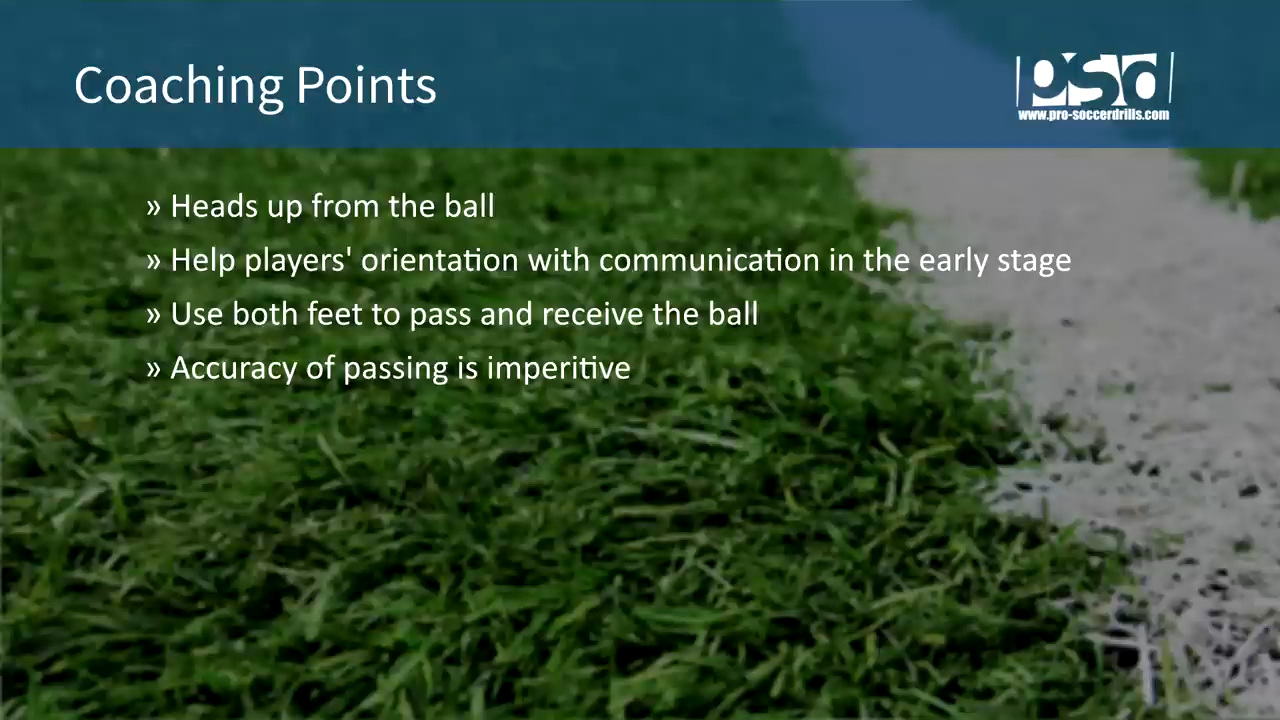 Coaching Points
psd
www.pro-soccerdrills.com
» Heads up from the ball
» Help players' orientation with communication in the early stage
» Use both feet to pass and receive the ball
» Accuracy of passing is imperitive